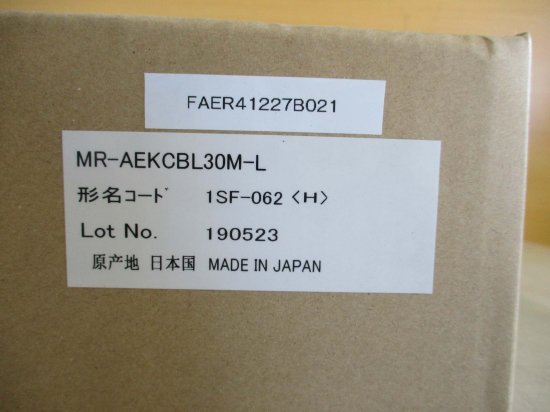 FAER41227B021
MR-AEKCBL30M-L
形名コード 1SF-062 <H>
Lot No. 190523
原産地 日本国 MADE IN JAPAN